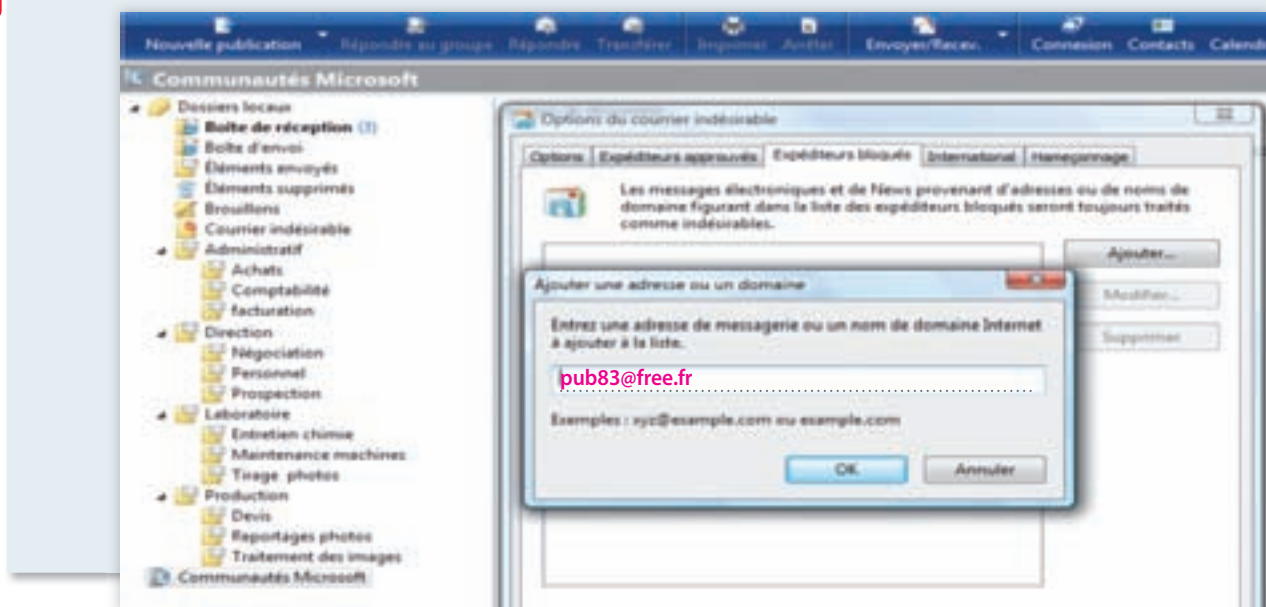 Nouvelle publication Répondre au groupe Répondre Transférer Imprimer Arrêter Envoyer/Recev. Connexion Contacts Calend
Communautés Microsoft
Dossiers locaux
Boîte de réception (3)
Boîte d'envoi
Éléments envoyés
Éléments supprimés
Brouillons
Courrier indésirable
Administratif
Achats
Comptabilité
facturation
Direction
Négociation
Personnel
Prospection
Laboratoire
Entretien chimie
Maintenance machines
Tirage photos
Production
Devis
Reportages photos
Traitement des images
Communautés Microsoft
Options du courrier indésirable
Options Expéditeurs approuvés Expéditeurs bloqués International Hameçonnage
Les messages électroniques et de News provenant d'adresses ou de noms de
domaine figurant dans la liste des expéditeurs bloqués seront toujours traités
comme indésirables.
Ajouter...
Modifier...
Supprimer
Ajouter une adresse ou un domaine
Entrez une adresse de messagerie ou un nom de domaine Internet
à ajouter à la liste.
pub83@free.fr
Exemples : xyz@example.com ou example.com
OK Annuler